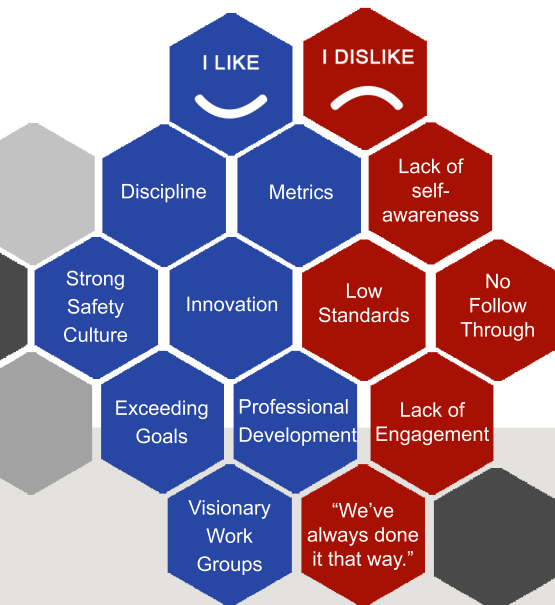 I LIKE
I DISLIKE
Discipline
Metrics
Lack of
self-
awareness
Strong
Safety
Culture
Innovation
Low
Standards
No
Follow
Through
Exceeding
Goals
Professional
Development
Lack of
Engagement
Visionary
Work
Groups
“We’ve
always done
it that way.”